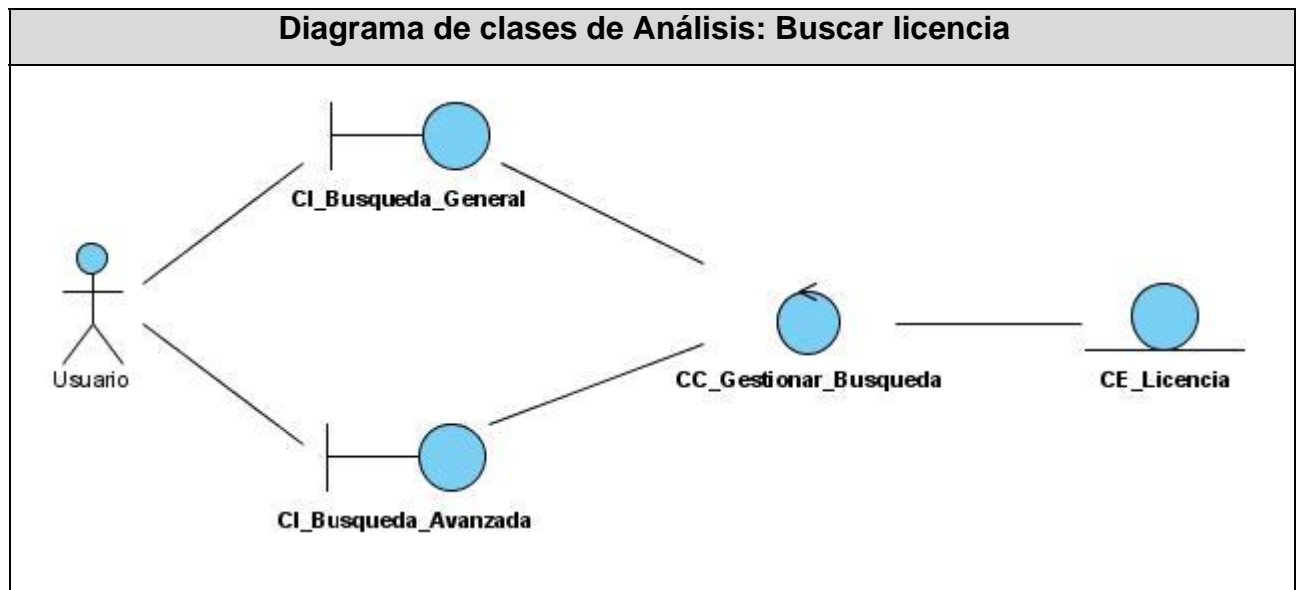 Diagrama de clases de Análisis: Buscar licencia
CI_Busqueda_General
Usuario
CC_Gestionar_Busqueda
CE_Licencia
CI_Busqueda_Avanzada